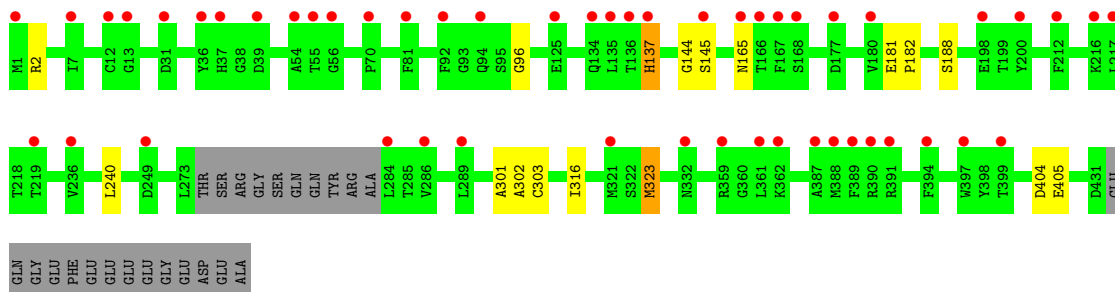 M1 R2 I7 C12 G13 D31 Y36 H37 G38 D39 A54 T55 G56 P70 F81 F92 G93 Q94 S95 G96 E125 Q134 L135 T136 H137 G144 S145 N165 T166 F167 S168 D177 V180 E181 P182 S188 E198 T199 Y200 F212 K216 L217
T218 T219 V236 L240 D249 L273 THR SER ARG GLY SER GLN GLN TYR ARG ALA L284 T285 V286 L289 A301 A302 C303 I316 M321 S322 M323 N332 R359 G360 L361 K362 A387 M388 F389 R390 R391 F394 W397 Y398 T399 D404 E405 D431 GLU
GLN GLY GLU PHE GLU GLU GLU GLU GLY GLU ASP GLU ALA